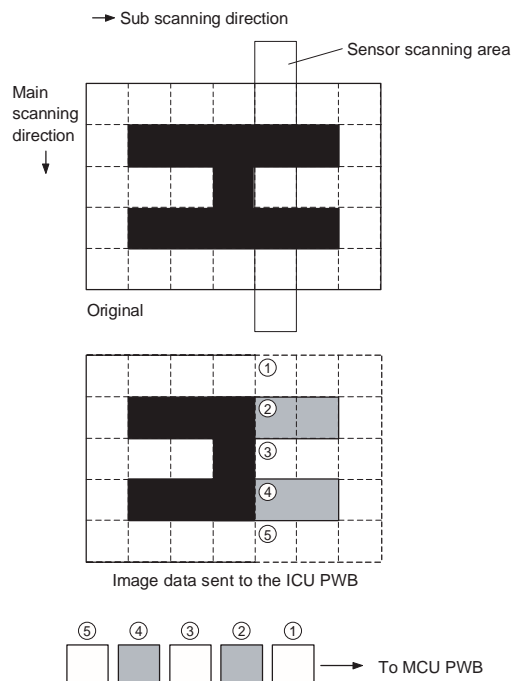 Sub scanning direction
Sensor scanning area
Main
scanning
direction
Original
①
②
③
④
⑤
Image data sent to the ICU PWB
⑤ ④ ③ ② ①
To MCU PWB